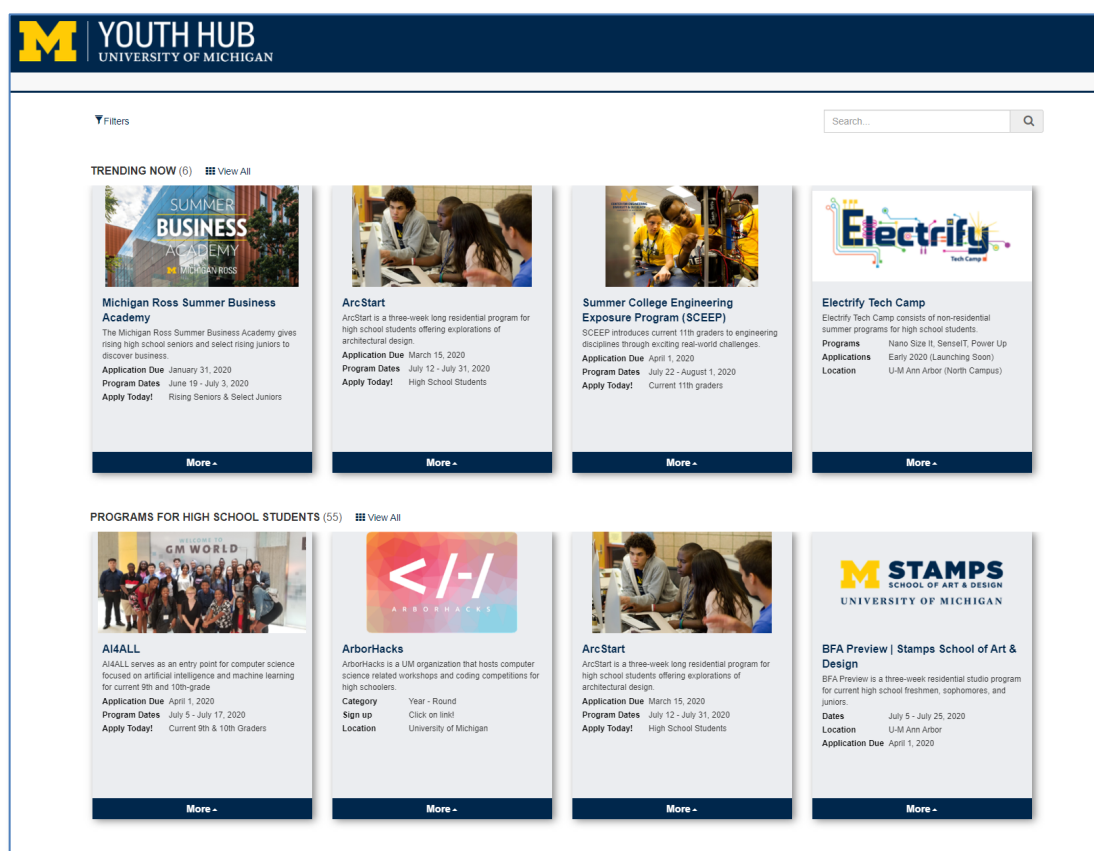 M YOUTH HUB
UNIVERSITY OF MICHIGAN
Filters
Search...
TRENDING NOW (6) View All
SUMMER
BUSINESS
ACADEMY
M MICHIGAN ROSS
Michigan Ross Summer Business
Academy
The Michigan Ross Summer Business Academy gives
rising high school seniors and select rising juniors to
discover business.
Application Due January 31, 2020
Program Dates June 19 - July 3, 2020
Apply Today! Rising Seniors & Select Juniors
More
ArcStart
ArcStart is a three-week long residential program for
high school students offering explorations of
architectural design.
Application Due March 15, 2020
Program Dates July 12 - July 31, 2020
Apply Today! High School Students
More
Summer College Engineering
Exposure Program (SCEEP)
SCEEP introduces current 11th graders to engineering
disciplines through exciting real-world challenges.
Application Due April 1, 2020
Program Dates July 22 - August 1, 2020
Apply Today! Current 11th graders
More
Electrify
Tech Camp
Electrify Tech Camp
Electrify Tech Camp consists of non-residential
summer programs for high school students.
Programs Nano Size It, SenseIT, Power Up
Applications Early 2020 (Launching Soon)
Location U-M Ann Arbor (North Campus)
More
PROGRAMS FOR HIGH SCHOOL STUDENTS (55) View All
WELCOME TO
GM WORLD
AI4ALL
AI4ALL serves as an entry point for computer science
focused on artificial intelligence and machine learning
for current 9th and 10th-grade
Application Due April 1, 2020
Program Dates July 5 - July 17, 2020
Apply Today! Current 9th & 10th Graders
More
</-/
ARBORHACKS
ArborHacks
ArborHacks is a UM organization that hosts computer
science related workshops and coding competitions for
high schoolers.
Category Year - Round
Sign up Click on link!
Location University of Michigan
More
ArcStart
ArcStart is a three-week long residential program for
high school students offering explorations of
architectural design.
Application Due March 15, 2020
Program Dates July 12 - July 31, 2020
Apply Today! High School Students
More
M STAMPS
SCHOOL OF ART & DESIGN
UNIVERSITY OF MICHIGAN
BFA Preview | Stamps School of Art &
Design
BFA Preview is a three-week residential studio program
for current high school freshmen, sophomores, and
juniors.
Dates July 5 - July 25, 2020
Location U-M Ann Arbor
Application Due April 1, 2020
More